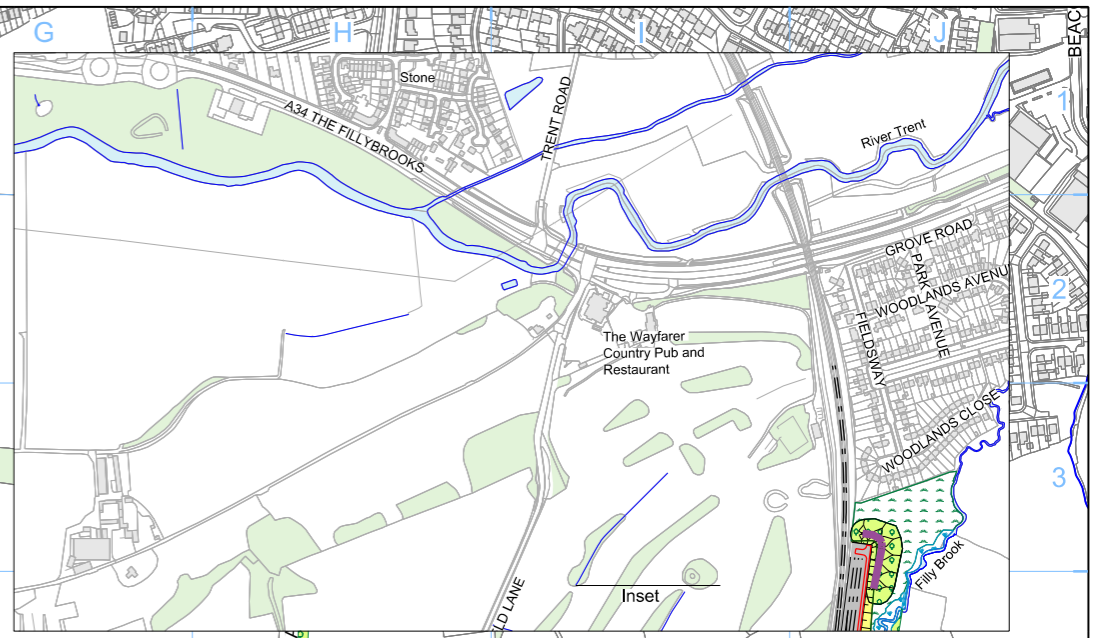 G H I J
BEAC
1
Stone
A34 THE FILLYBROOKS
TRENT ROAD
River Trent
GROVE ROAD
PARK AVENUE
WOODLANDS AVENU
2
FIELDSWAY
The Wayfarer
Country Pub and
Restaurant
WOODLANDS CLOSE
3
Filly Brook
LD LANE
Inset